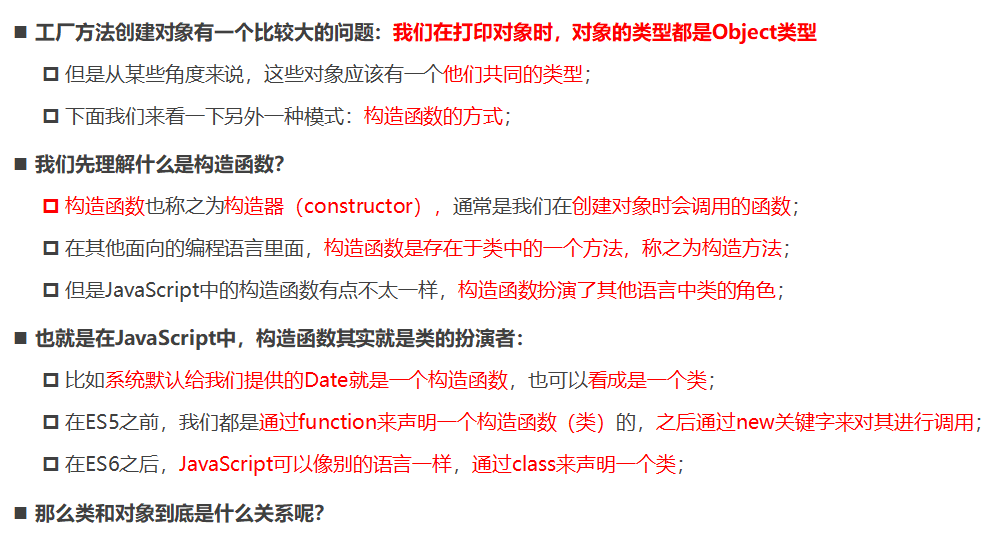 ■ 工厂方法创建对象有一个比较大的问题：我们在打印对象时，对象的类型都是Object类型
但是从某些角度来说，这些对象应该有一个他们共同的类型；
下面我们来看一下另外一种模式：构造函数的方式；
■ 我们先理解什么是构造函数？
构造函数也称之为构造器（constructor），通常是我们在创建对象时会调用的函数；
在其他面向的编程语言里面，构造函数是存在于类中的一个方法，称之为构造方法；
但是JavaScript中的构造函数有点不太一样，构造函数扮演了其他语言中类的角色；
■ 也就是在JavaScript中，构造函数其实就是类的扮演者：
比如系统默认给我们提供的Date就是一个构造函数，也可以看成是一个类；
在ES5之前，我们都是通过function来声明一个构造函数（类）的，之后通过new关键字来对其进行调用；
在ES6之后，JavaScript可以像别的语言一样，通过class来声明一个类；
■ 那么类和对象到底是什么关系呢？